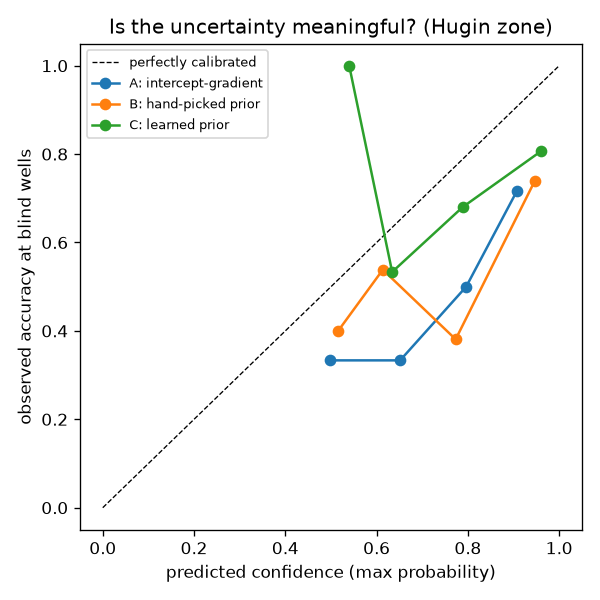 Is the uncertainty meaningful? (Hugin zone)
perfectly calibrated
A: intercept-gradient
B: hand-picked prior
C: learned prior
observed accuracy at blind wells
1.0
0.8
0.6
0.4
0.2
0.0
0.0 0.2 0.4 0.6 0.8 1.0
predicted confidence (max probability)